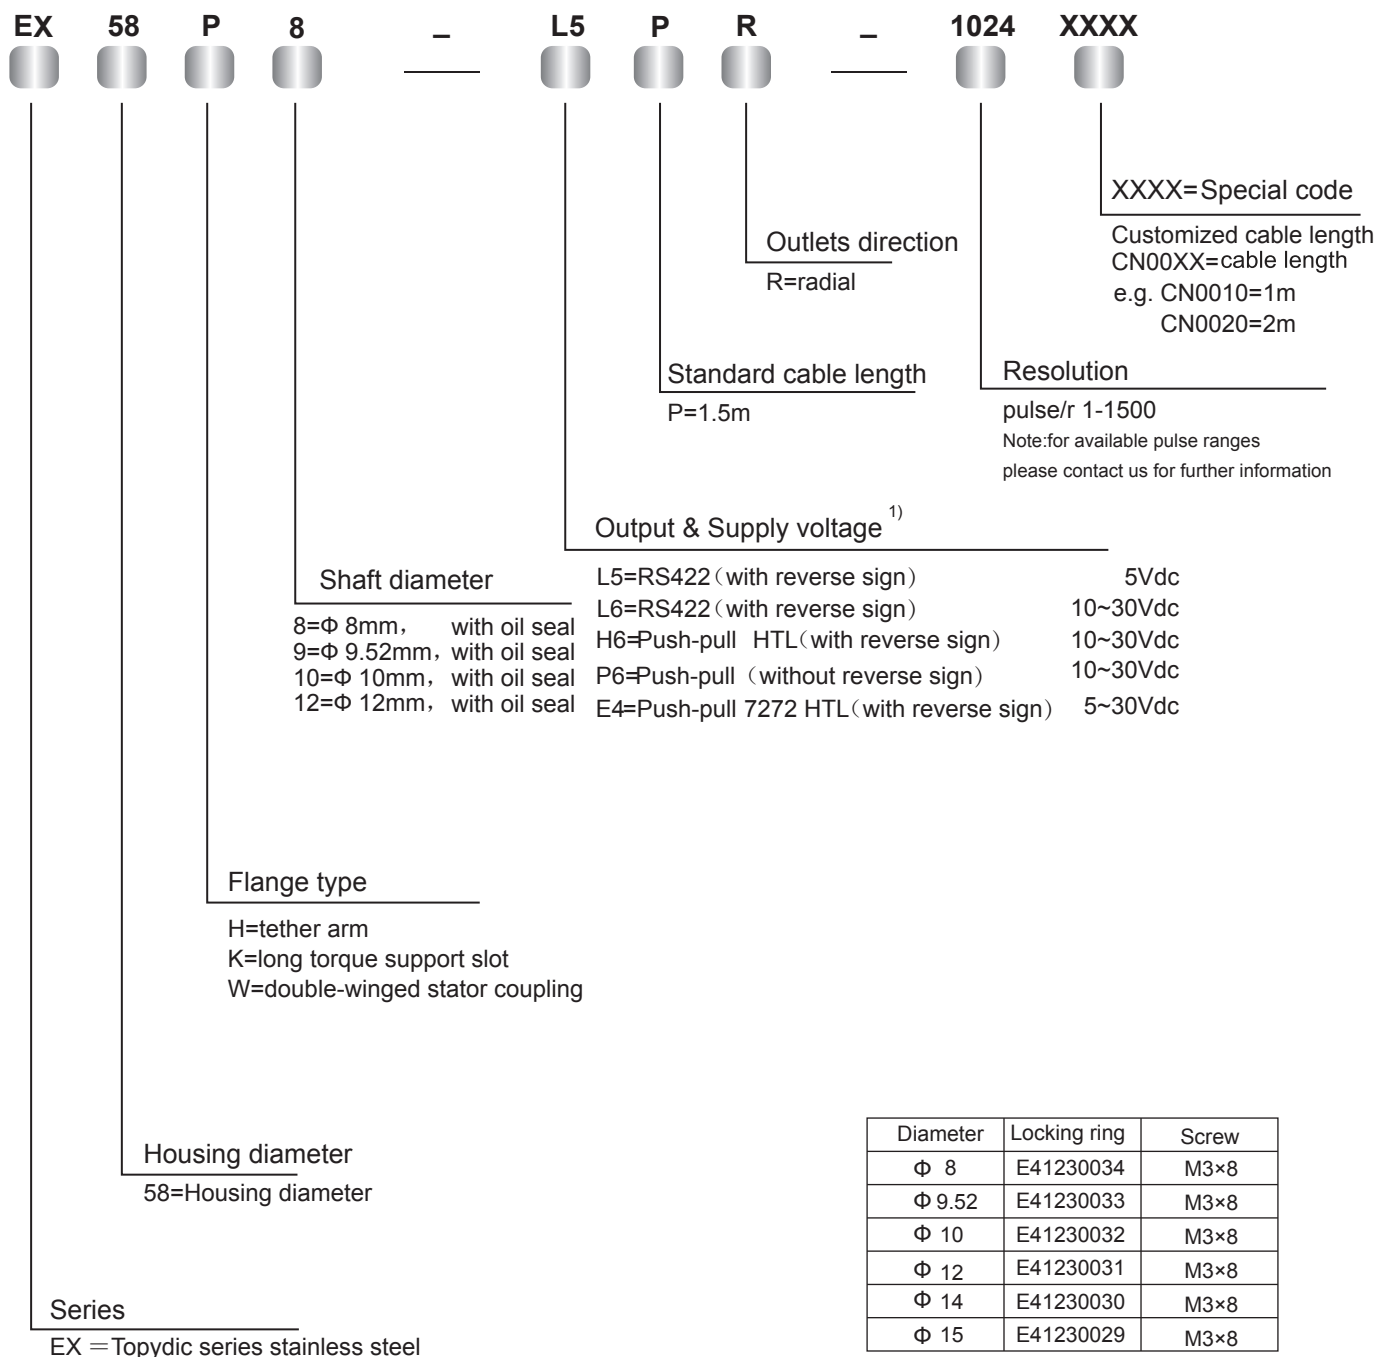 EX 58 P 8 – L5 P R – 1024 XXXX
XXXX=Special code
Customized cable length
CN00XX=cable length
e.g. CN0010=1m
CN0020=2m
Outlets direction
R=radial
Standard cable length
P=1.5m
Resolution
pulse/r 1-1500
Note:for available pulse ranges
please contact us for further information
Output & Supply voltage 1)
L5=RS422（with reverse sign） 5Vdc
L6=RS422（with reverse sign） 10~30Vdc
H6=Push-pull HTL（with reverse sign） 10~30Vdc
P6=Push-pull （without reverse sign） 10~30Vdc
E4=Push-pull 7272 HTL（with reverse sign） 5~30Vdc
Shaft diameter
8=Φ 8mm， with oil seal
9=Φ 9.52mm，with oil seal
10=Φ 10mm，with oil seal
12=Φ 12mm，with oil seal
Flange type
H=tether arm
K=long torque support slot
W=double-winged stator coupling
Housing diameter
58=Housing diameter
Series
EX =Topydic series stainless steel
Diameter Locking ring Screw
Φ 8 E41230034 M3×8
Φ 9.52 E41230033 M3×8
Φ 10 E41230032 M3×8
Φ 12 E41230031 M3×8
Φ 14 E41230030 M3×8
Φ 15 E41230029 M3×8